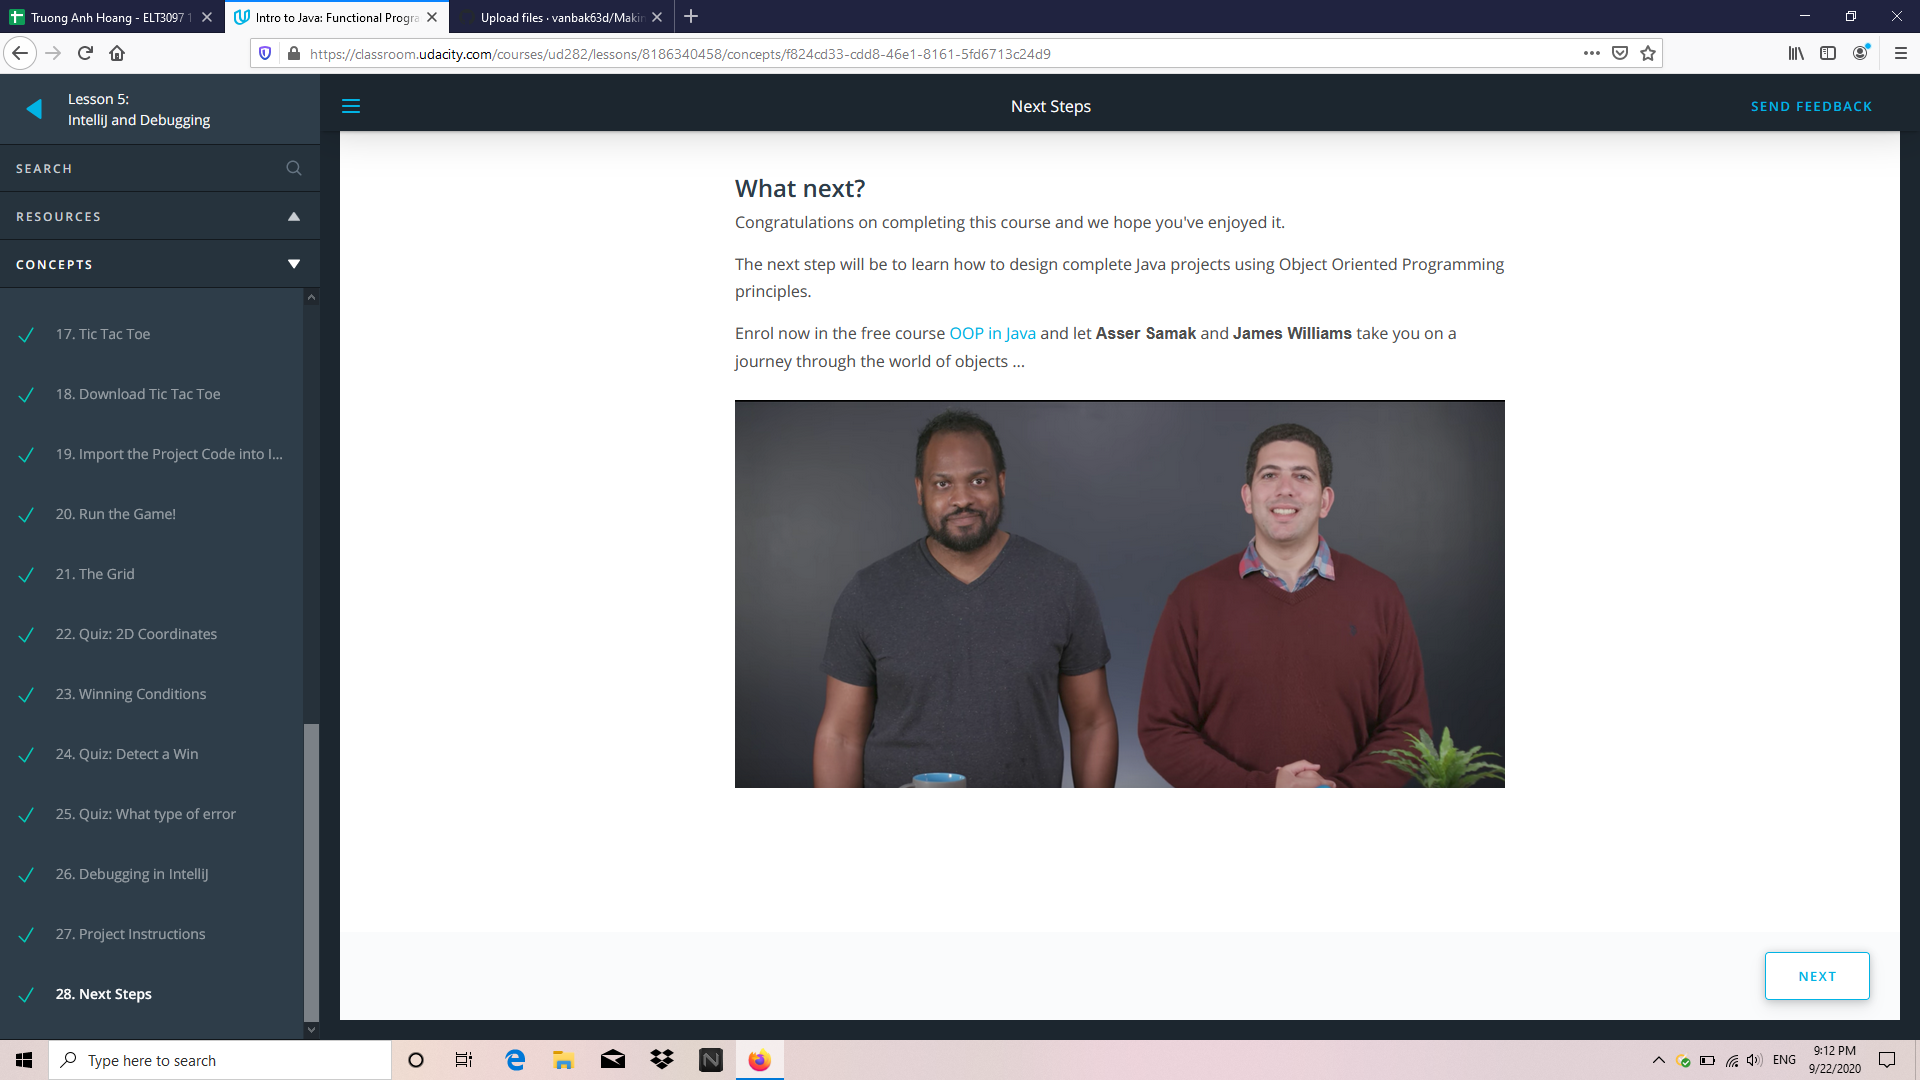 Truong Anh Hoang - ELT3097 1
Intro to Java: Functional Progra
Upload files · vanbak63d/Makin
https://classroom.udacity.com/courses/ud282/lessons/8186340458/concepts/f824cd33-cdd8-46e1-8161-5fd6713c24d9
Lesson 5:
IntelliJ and Debugging
Next Steps
SEND FEEDBACK
SEARCH
RESOURCES
CONCEPTS
17. Tic Tac Toe
18. Download Tic Tac Toe
19. Import the Project Code into I...
20. Run the Game!
21. The Grid
22. Quiz: 2D Coordinates
23. Winning Conditions
24. Quiz: Detect a Win
25. Quiz: What type of error
26. Debugging in IntelliJ
27. Project Instructions
28. Next Steps
What next?
Congratulations on completing this course and we hope you've enjoyed it.
The next step will be to learn how to design complete Java projects using Object Oriented Programming
principles.
Enrol now in the free course OOP in Java and let Asser Samak and James Williams take you on a
journey through the world of objects ...
NEXT
Type here to search
ENG
9:12 PM
9/22/2020